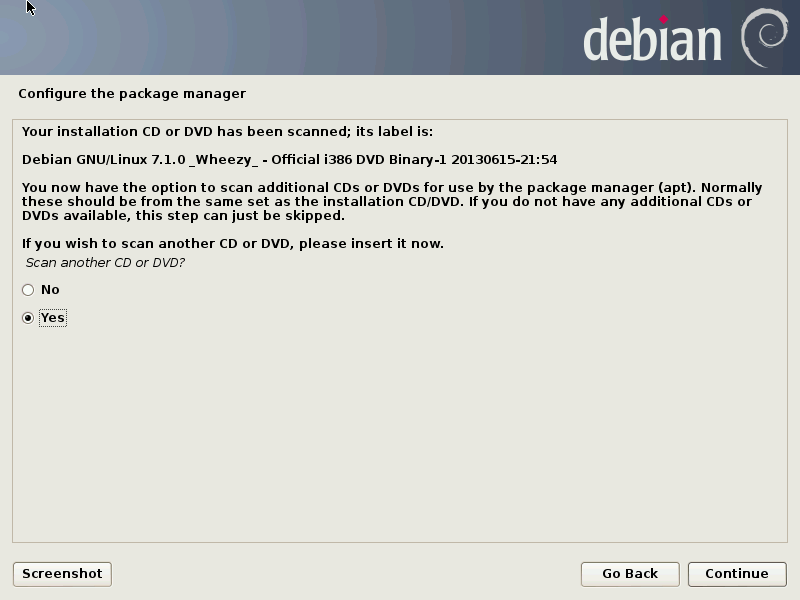 debian
Configure the package manager
Your installation CD or DVD has been scanned; its label is:
Debian GNU/Linux 7.1.0 _Wheezy_ - Official i386 DVD Binary-1 20130615-21:54
You now have the option to scan additional CDs or DVDs for use by the package manager (apt). Normally
these should be from the same set as the installation CD/DVD. If you do not have any additional CDs or
DVDs available, this step can just be skipped.
If you wish to scan another CD or DVD, please insert it now.
Scan another CD or DVD?
No
Yes
Screenshot
Go Back
Continue